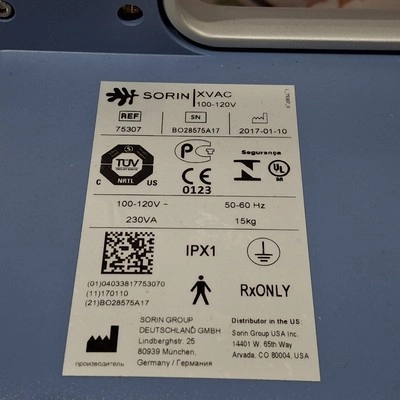 SORIN XVAC
100-120V
REF SN
75307 BO28575A17 2017-01-10
TÜV
C NRTL US
PC
CE
0123
Segurança
UL
100-120V ~ 50-60 Hz
230VA 15kg
(01)04033817753070
(11)170110
(21)BO28575A17
IPX1
RxONLY
производитель
SORIN GROUP
DEUTSCHLAND GMBH
Lindberghstr. 25
80939 München,
Germany / Германия
Distributor in the US:
Sorin Group USA Inc.
14401 W. 65th Way
Arvada, CO 80004, USA